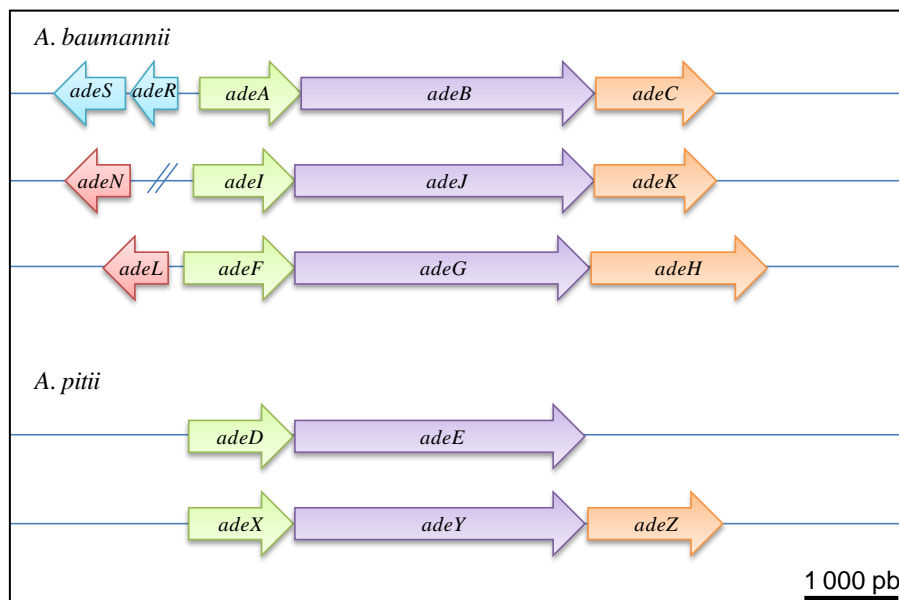 A. baumannii
adeS adeR adeA adeB adeC
adeN adeI adeJ adeK
adeL adeF adeG adeH
A. pitii
adeD adeE
adeX adeY adeZ
1 000 pb